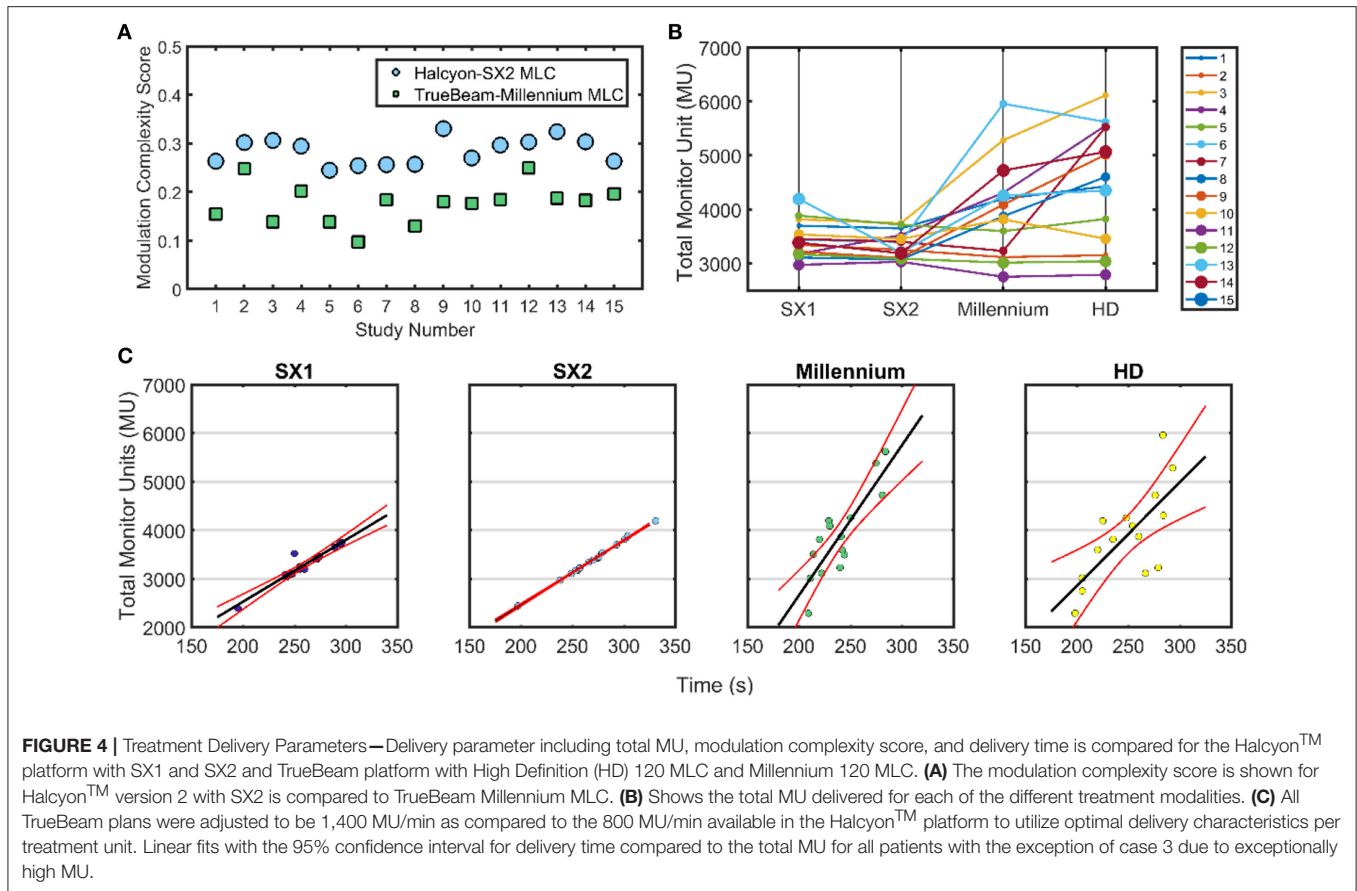 A
0.5
0.4
0.3
0.2
0.1
0
Modulation Complexity Score
Halcyon-SX2 MLC
TrueBeam-Millennium MLC
1 2 3 4 5 6 7 8 9 10 11 12 13 14 15
Study Number
B
7000
6000
5000
4000
3000
Total Monitor Unit (MU)
SX1 SX2 Millennium HD
1
2
3
4
5
6
7
8
9
10
11
12
13
14
15
C
SX1
SX2
Millennium
HD
7000
6000
5000
4000
3000
2000
Total Monitor Units (MU)
150 200 250 300 350
150 200 250 300 350
150 200 250 300 350
150 200 250 300 350
Time (s)
FIGURE 4 | Treatment Delivery Parameters—Delivery parameter including total MU, modulation complexity score, and delivery time is compared for the Halcyon™
platform with SX1 and SX2 and TrueBeam platform with High Definition (HD) 120 MLC and Millennium 120 MLC. (A) The modulation complexity score is shown for
Halcyon™ version 2 with SX2 is compared to TrueBeam Millennium MLC. (B) Shows the total MU delivered for each of the different treatment modalities. (C) All
TrueBeam plans were adjusted to be 1,400 MU/min as compared to the 800 MU/min available in the Halcyon™ platform to utilize optimal delivery characteristics per
treatment unit. Linear fits with the 95% confidence interval for delivery time compared to the total MU for all patients with the exception of case 3 due to exceptionally
high MU.